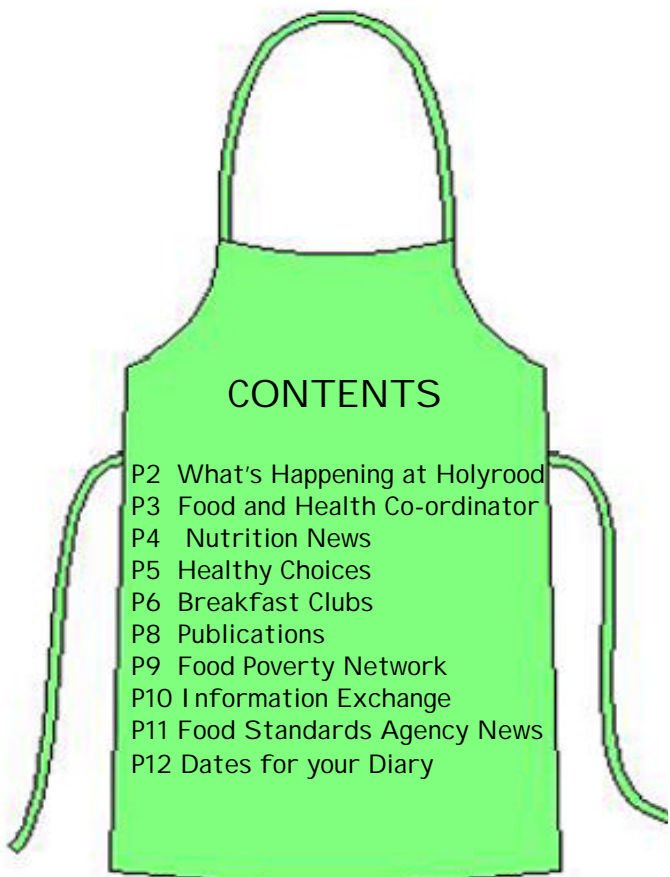 CONTENTS
P2 What's Happening at Holyrood
P3 Food and Health Co-ordinator
P4 Nutrition News
P5 Healthy Choices
P6 Breakfast Clubs
P8 Publications
P9 Food Poverty Network
P10 Information Exchange
P11 Food Standards Agency News
P12 Dates for your Diary